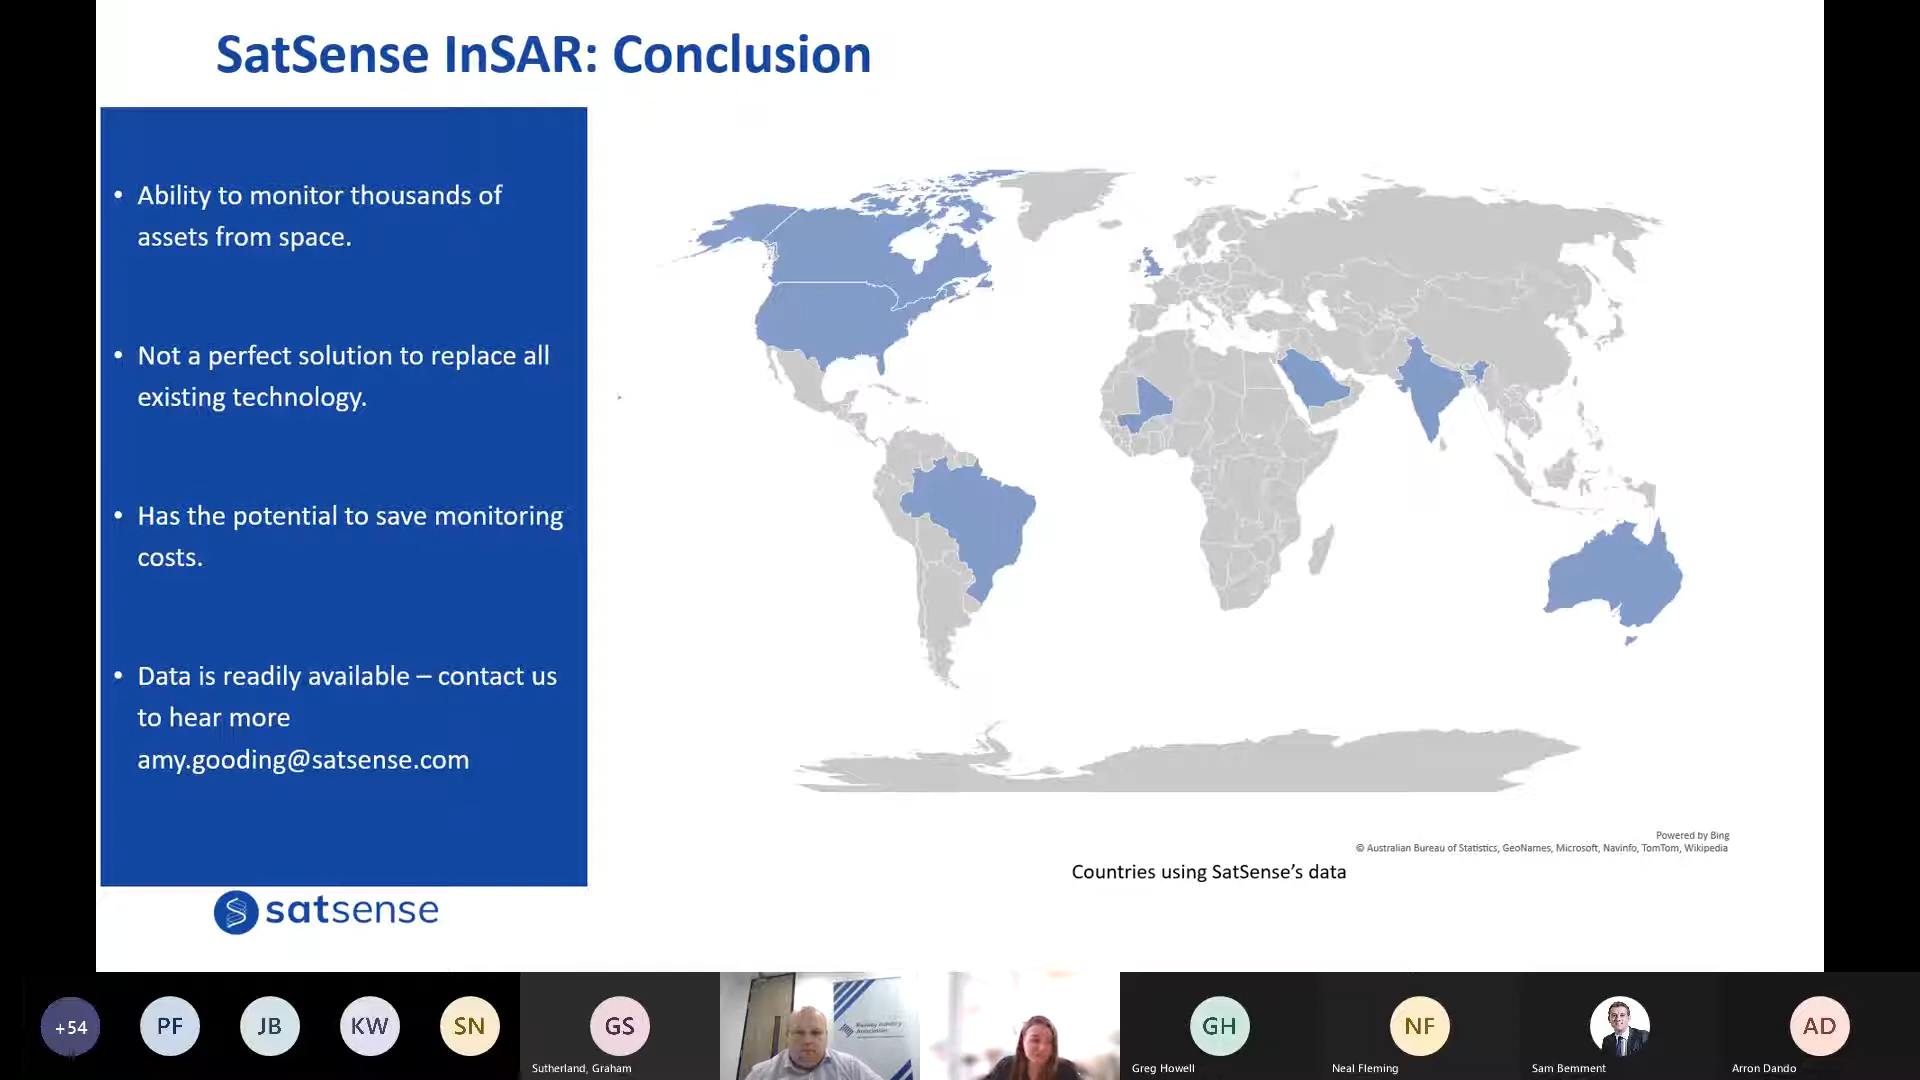 SatSense InSAR: Conclusion
• Ability to monitor thousands of
assets from space.
• Not a perfect solution to replace all
existing technology.
• Has the potential to save monitoring
costs.
• Data is readily available – contact us
to hear more
amy.gooding@satsense.com
Powered by Bing
© Australian Bureau of Statistics, GeoNames, Microsoft, Navinfo, TomTom, Wikipedia
Countries using SatSense's data
satsense
+54
PF
JB
KW
SN
GS
Sutherland, Graham
Railway Industry
Association
GH
Greg Howell
NF
Neal Fleming
Sam Bemment
AD
Arron Dando